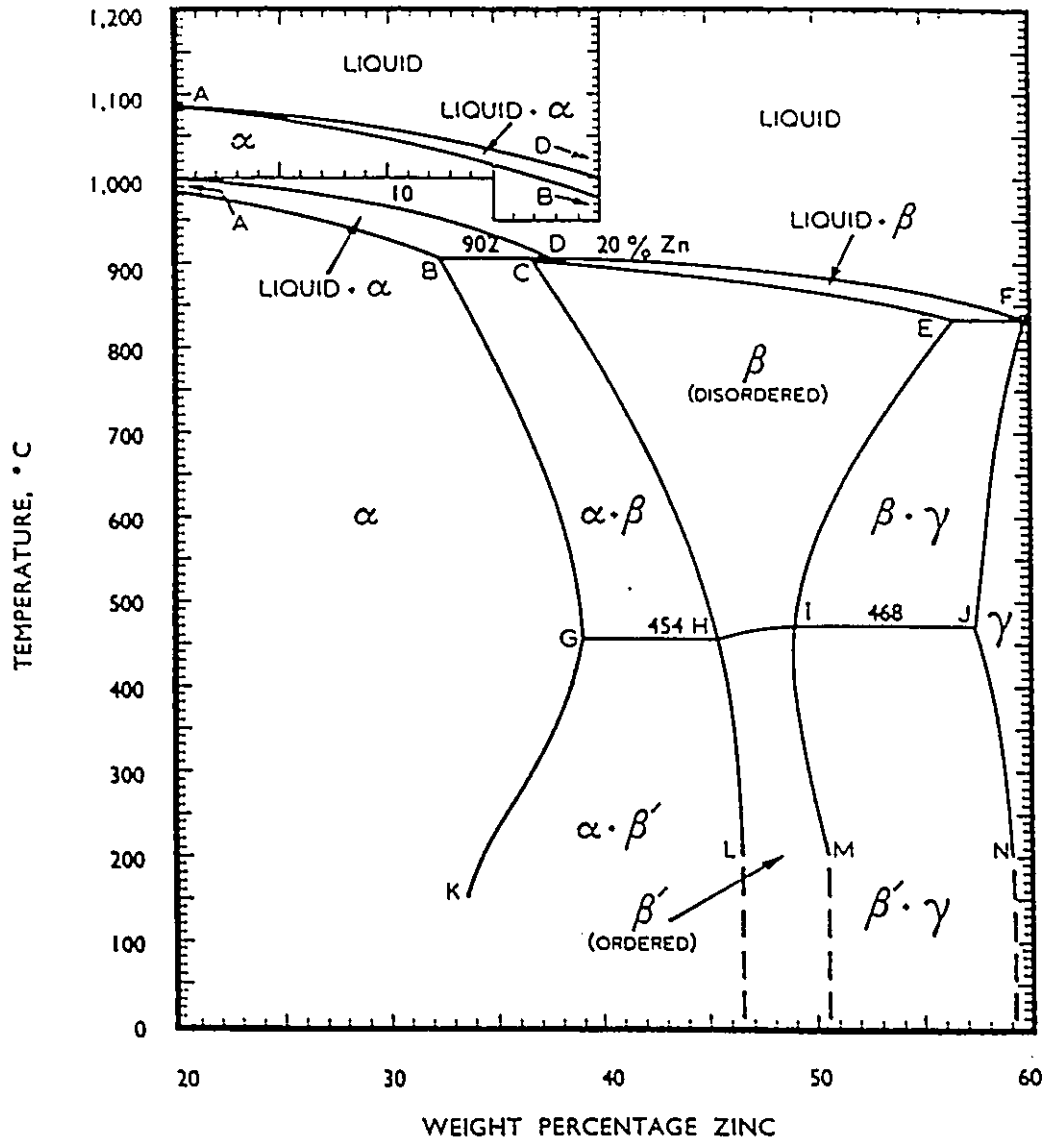 1,200
LIQUID
1,100
A
LIQUID · α
LIQUID
α
D
1,000
10
B
A
LIQUID · β
902
D
20 % Zn
900
B
C
F
LIQUID · α
E
800
β
(DISORDERED)
700
TEMPERATURE, °C
600
α
α · β
β · γ
500
I
468
J
γ
454 H
G
400
300
α · β′
200
L
M
N
K
β′
(ORDERED)
β′ · γ
100
0
20
30
40
50
60
WEIGHT PERCENTAGE ZINC